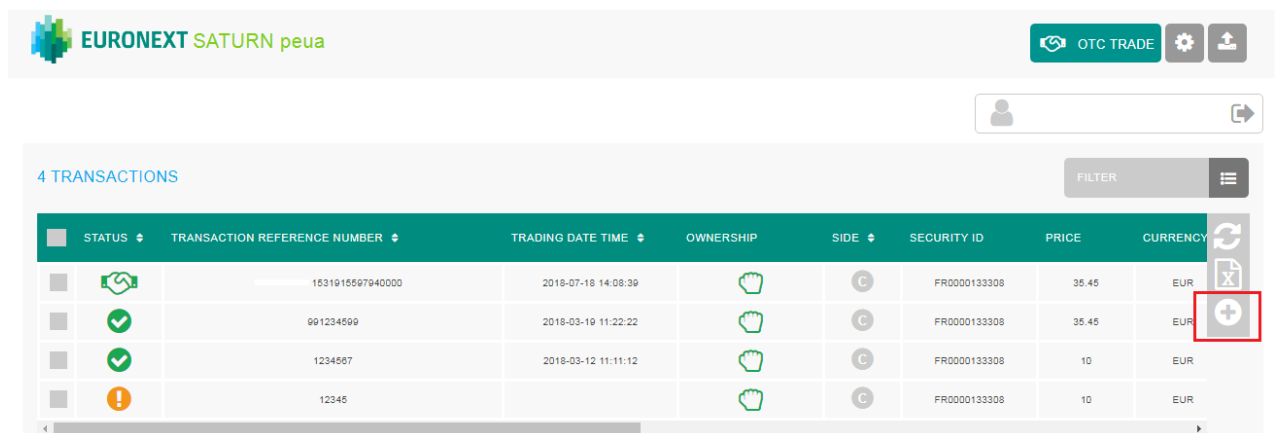 EURONEXT SATURN peua
OTC TRADE
4 TRANSACTIONS
FILTER
STATUS TRANSACTION REFERENCE NUMBER TRADING DATE TIME OWNERSHIP SIDE SECURITY ID PRICE CURRENCY
1531915597940000 2018-07-18 14:08:39 C FR0000133308 35.45 EUR X
991234599 2018-03-19 11:22:22 C FR0000133308 35.45 EUR
1234567 2018-03-12 11:11:12 C FR0000133308 10 EUR
12345 C FR0000133308 10 EUR